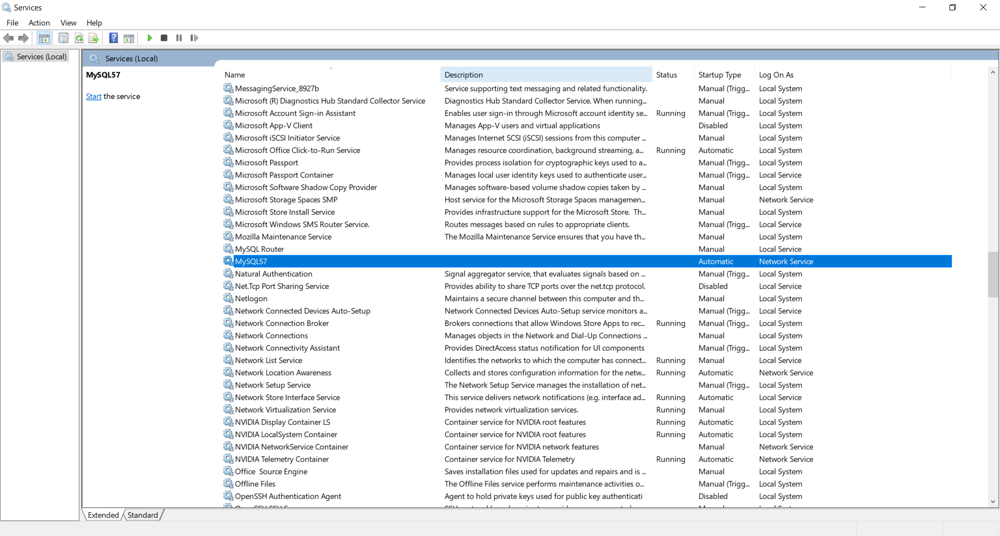 Services
File Action View Help
Services (Local)
Services (Local)
MySQL57
Start the service
Name Description Status Startup Type Log On As
MessagingService_8927b Service supporting text messaging and related functionality. Manual (Trigg... Local System
Microsoft (R) Diagnostics Hub Standard Collector Service Diagnostics Hub Standard Collector Service. When running... Manual Local System
Microsoft Account Sign-in Assistant Enables user sign-in through Microsoft account identity se... Running Manual (Trigg... Local System
Microsoft App-V Client Manages App-V users and virtual applications Disabled Local System
Microsoft iSCSI Initiator Service Manages Internet SCSI (iSCSI) sessions from this computer ... Manual Local System
Microsoft Office Click-to-Run Service Manages resource coordination, background streaming, a... Running Automatic Local System
Microsoft Passport Provides process isolation for cryptographic keys used to a... Manual (Trigg... Local System
Microsoft Passport Container Manages local user identity keys used to authenticate user... Manual (Trigg... Local Service
Microsoft Software Shadow Copy Provider Manages software-based volume shadow copies taken by ... Manual Local System
Microsoft Storage Spaces SMP Host service for the Microsoft Storage Spaces managemen... Manual Network Service
Microsoft Store Install Service Provides infrastructure support for the Microsoft Store. Th... Manual Local System
Microsoft Windows SMS Router Service. Routes messages based on rules to appropriate clients. Manual (Trigg... Local Service
Mozilla Maintenance Service The Mozilla Maintenance Service ensures that you have th... Manual Local System
MySQL Router Manual Local Service
MySQL57 Automatic Network Service
Natural Authentication Signal aggregator service, that evaluates signals based on ... Manual (Trigg... Local System
Net.Tcp Port Sharing Service Provides ability to share TCP ports over the net.tcp protocol. Disabled Local Service
Netlogon Maintains a secure channel between this computer and th... Manual Local System
Network Connected Devices Auto-Setup Network Connected Devices Auto-Setup service monitors a... Manual (Trigg... Local Service
Network Connection Broker Brokers connections that allow Windows Store Apps to rec... Running Manual (Trigg... Local System
Network Connections Manages objects in the Network and Dial-Up Connections ... Manual Local System
Network Connectivity Assistant Provides DirectAccess status notification for UI components Manual (Trigg... Local System
Network List Service Identifies the networks to which the computer has connect... Running Manual Local Service
Network Location Awareness Collects and stores configuration information for the netw... Running Automatic Network Service
Network Setup Service The Network Setup Service manages the installation of net... Manual (Trigg... Local System
Network Store Interface Service This service delivers network notifications (e.g. interface ad... Running Automatic Local Service
Network Virtualization Service Provides network virtualization services. Running Manual Local System
NVIDIA Display Container LS Container service for NVIDIA root features Running Automatic Local System
NVIDIA LocalSystem Container Container service for NVIDIA root features Running Automatic Local System
NVIDIA NetworkService Container Container service for NVIDIA network features Manual Network Service
NVIDIA Telemetry Container Container service for NVIDIA Telemetry Running Automatic Network Service
Office Source Engine Saves installation files used for updates and repairs and is ... Manual Local System
Offline Files The Offline Files service performs maintenance activities o... Manual (Trigg... Local System
OpenSSH Authentication Agent Agent to hold private keys used for public key authenticati Disabled Local System
Extended Standard